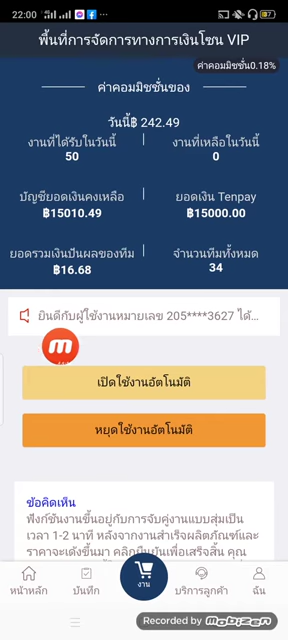 22:00
พื้นที่การจัดการทางการเงินโซน VIP
ค่าคอมมิชชั่น0.18%
ค่าคอมมิชชั่นของ
วันนี้฿ 242.49
งานที่ได้รับวันนี้ งานที่เหลือวันนี้
50 0
บัญชียอดเงินคงเหลือ ยอดเงิน Tenpay
฿15010.49 ฿15000.00
ยอดรวมเงินปันผลของทีม จำนวนทีมทั้งหมด
฿16.68 34
ยินดีกับผู้ใช้งานหมายเลข 205****3627 ได้...
เปิดใช้งานอัตโนมัติ
หยุดใช้งานอัตโนมัติ
ข้อคิดเห็น
ฟังก์ชันงานขึ้นอยู่กับการจับคู่งานแบบสุ่มเป็น
เวลา 1-2 นาที หลังจากงานสำเร็จผลิตภัณฑ์และ
ราคาจะเด้งขึ้นมา คลิกยืนยันเพื่อเสร็จสิ้น คุณ
หน้าหลัก บันทึก งาน บริการลูกค้า ฉัน
Recorded by MOBIZEN